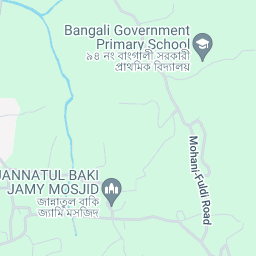 Bangali Government
Primary School
৯৪ নং বাংগালী সরকারী
প্রাথমিক বিদ্যালয়
Mohani-Fuldi Road
JANNATUL BAKI
JAMY MOSJID
জান্নাতুল বাকি
জ্যামি মসজিদ